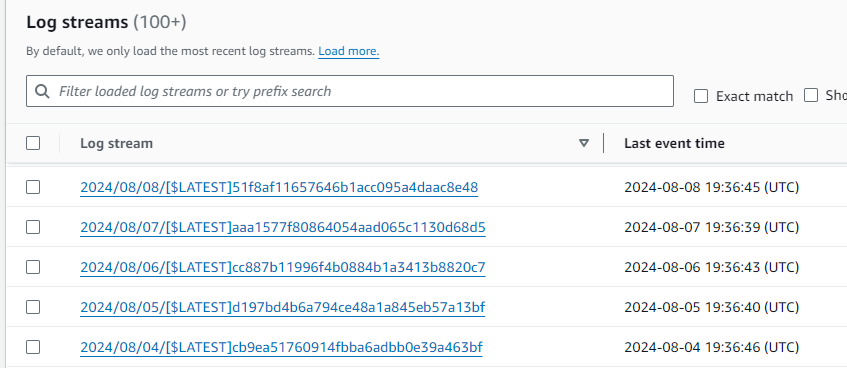 Log streams (100+)
By default, we only load the most recent log streams. Load more.
Filter loaded log streams or try prefix search
Exact match
Sho
Log stream Last event time
2024/08/08/[$LATEST]51f8af11657646b1acc095a4daac8e48 2024-08-08 19:36:45 (UTC)
2024/08/07/[$LATEST]aaa1577f80864054aad065c1130d68d5 2024-08-07 19:36:39 (UTC)
2024/08/06/[$LATEST]cc887b11996f4b0884b1a3413b8820c7 2024-08-06 19:36:43 (UTC)
2024/08/05/[$LATEST]d197bd4b6a794ce48a1a845eb57a13bf 2024-08-05 19:36:40 (UTC)
2024/08/04/[$LATEST]cb9ea51760914fbba6adbb0e39a463bf 2024-08-04 19:36:46 (UTC)